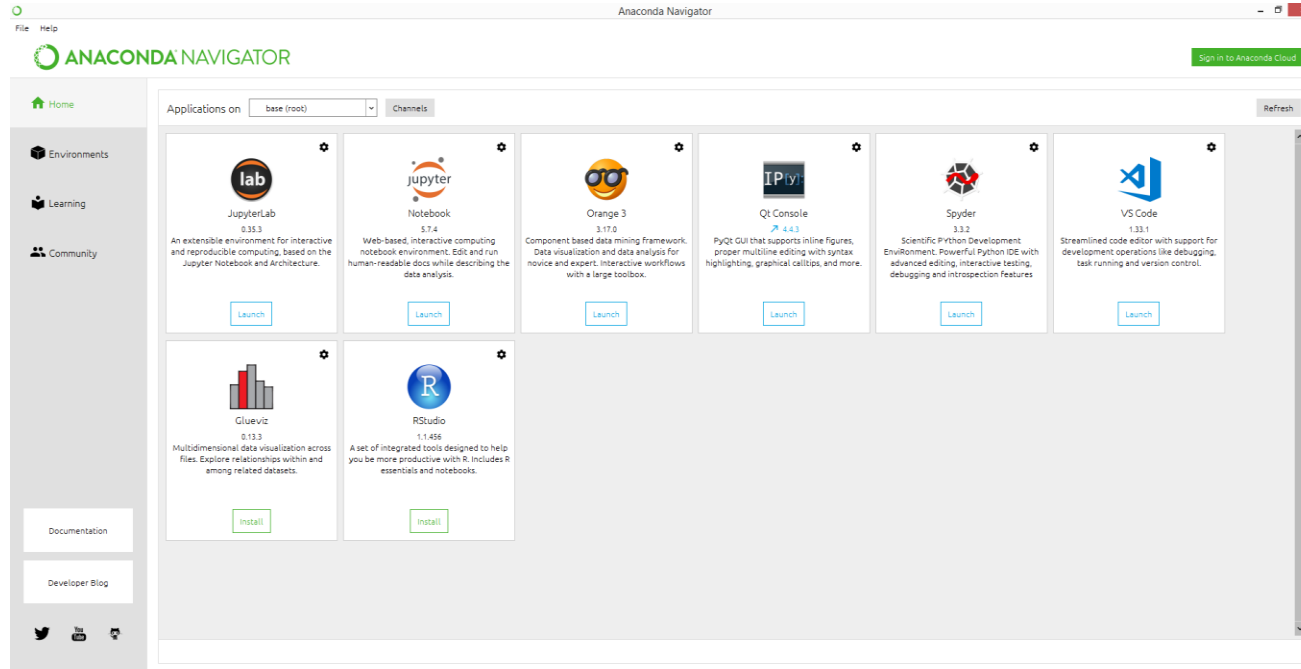 Anaconda Navigator
File Help
ANACONDA NAVIGATOR
Sign in to Anaconda Cloud
Home
Environments
Learning
Community
Documentation
Developer Blog
You
Tube
Applications on base (root) Channels Refresh
lab
JupyterLab
0.35.3
An extensible environment for interactive
and reproducible computing, based on the
Jupyter Notebook and Architecture.
Launch
jupyter
Notebook
5.7.4
Web-based, interactive computing
notebook environment. Edit and run
human-readable docs while describing the
data analysis.
Launch
Orange 3
3.17.0
Component based data mining framework.
Data visualization and data analysis for
novice and expert. Interactive workflows
with a large toolbox.
Launch
IP[y]:
Qt Console
4.4.3
PyQt GUI that supports inline figures,
proper multiline editing with syntax
highlighting, graphical calltips, and more.
Launch
Spyder
3.3.2
Scientific PYthon Development
EnviRonment. Powerful Python IDE with
advanced editing, interactive testing,
debugging and introspection features
Launch
VS Code
1.33.1
Streamlined code editor with support for
development operations like debugging,
task running and version control.
Launch
Glueviz
0.13.3
Multidimensional data visualization across
files. Explore relationships within and
among related datasets.
Install
R
RStudio
1.1.456
A set of integrated tools designed to help
you be more productive with R. Includes R
essentials and notebooks.
Install